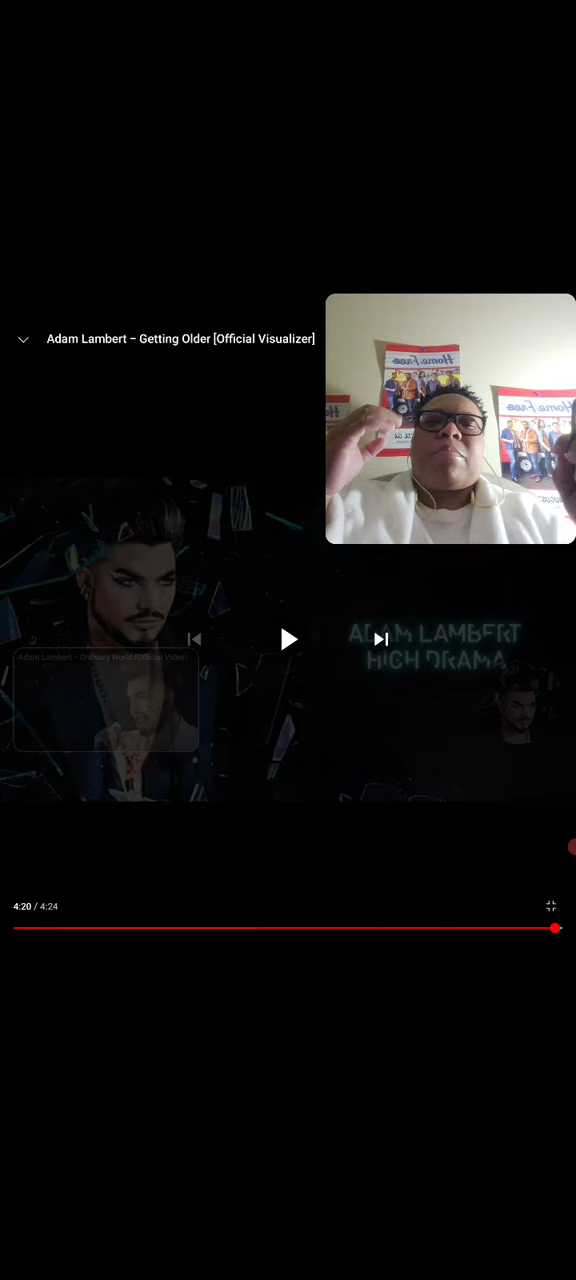 Adam Lambert – Getting Older [Official Visualizer]
Home Free
Home Free
Adam Lambert – Ordinary World [Official Video]
ADAM LAMBERT
HIGH DRAMA
4:20 / 4:24